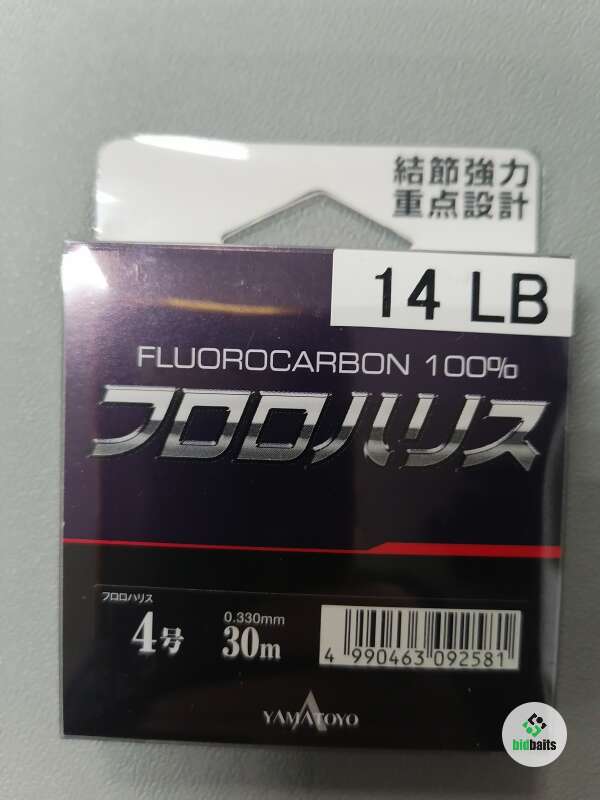 結節強力
重点設計
14 LB
FLUOROCARBON 100%
フロロハリス
フロロハリス
4号
0.330mm
30m
4 990463 092581
YAMATOYO
bidbaits